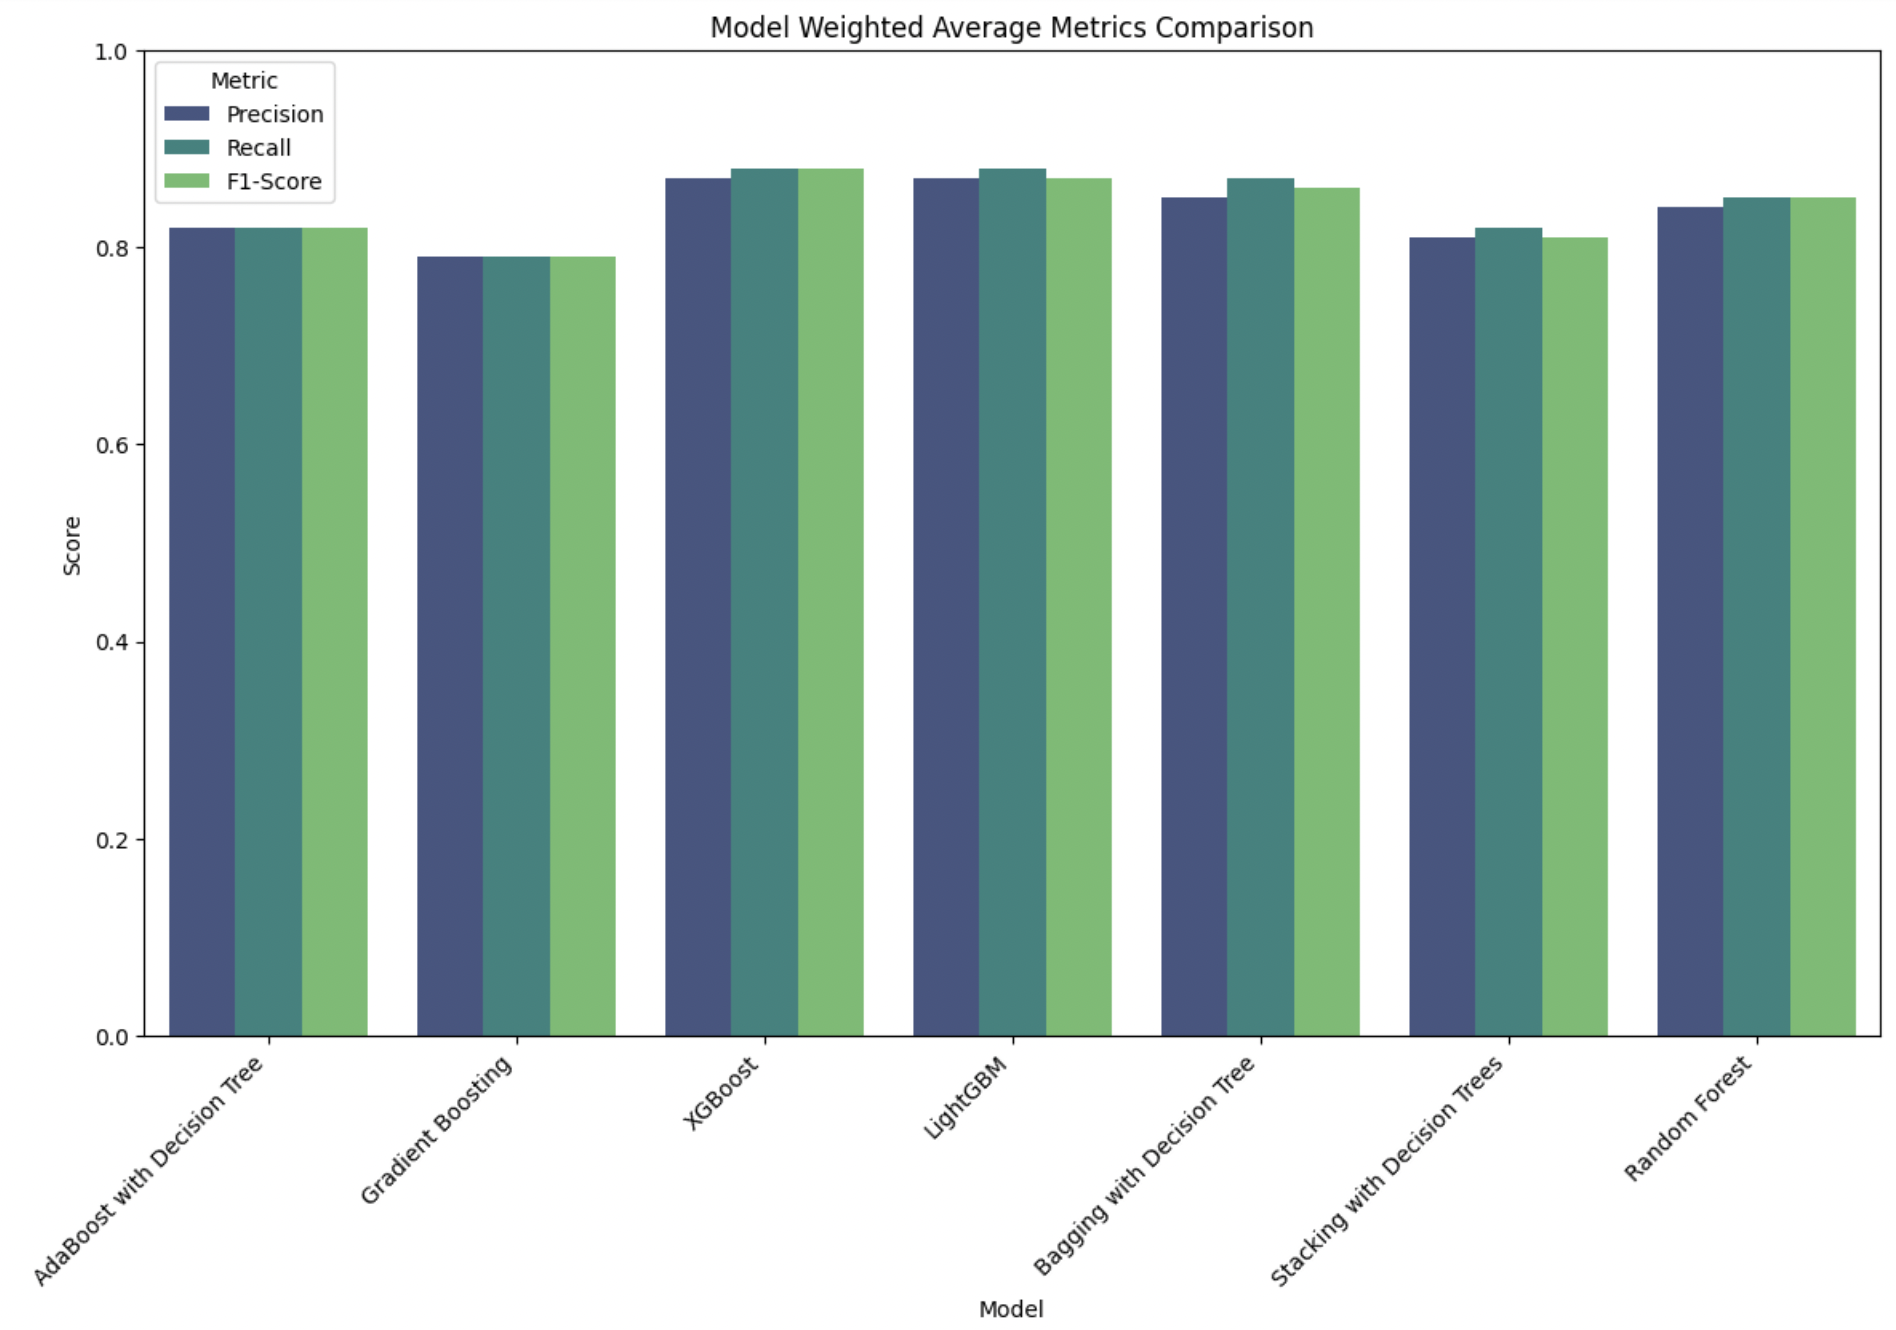 Model Weighted Average Metrics Comparison
Metric
Precision
Recall
F1-Score
1.0
0.8
0.6
0.4
0.2
0.0
Score
AdaBoost with Decision Tree
Gradient Boosting
XGBoost
LightGBM
Bagging with Decision Tree
Stacking with Decision Trees
Random Forest
Model